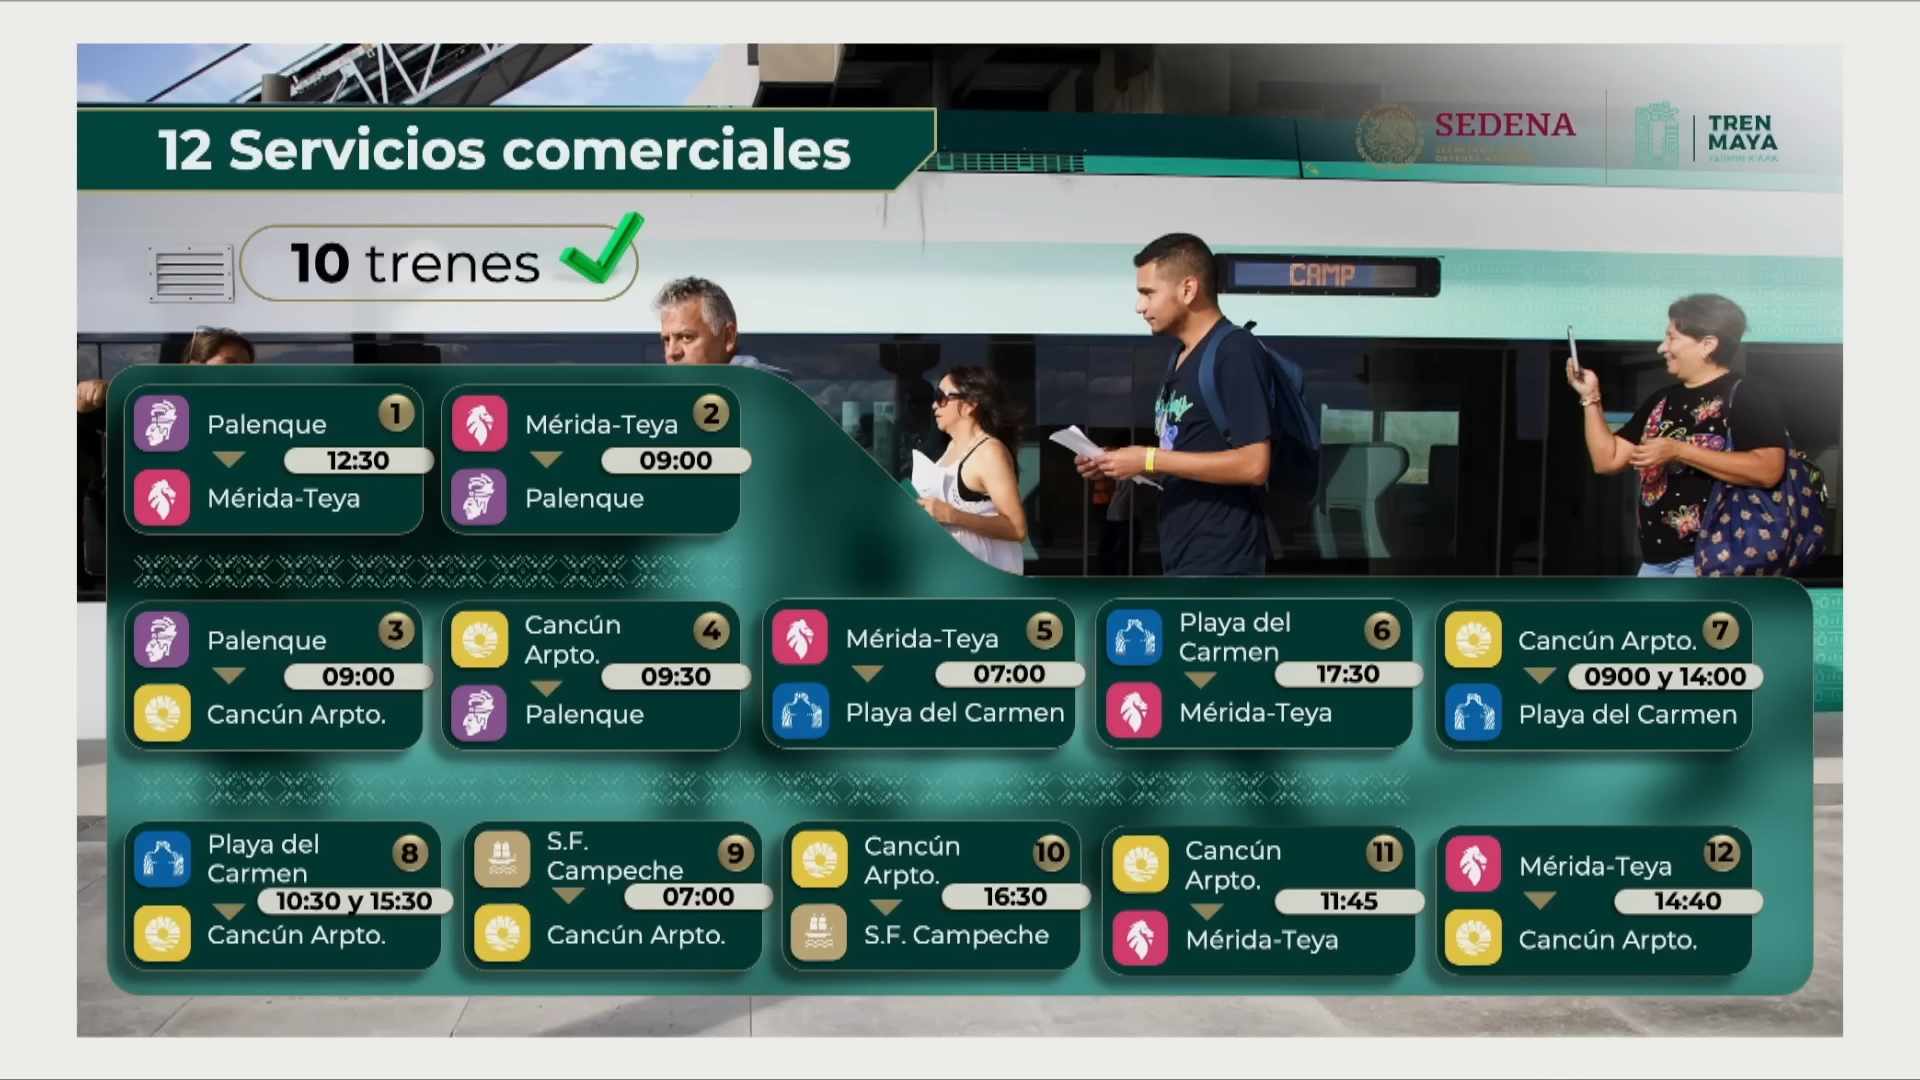 12 Servicios comerciales
SEDENA
TREN
MAYA
10 trenes
CAMP
Palenque
1
12:30
Mérida-Teya
Mérida-Teya
2
09:00
Palenque
Palenque
3
09:00
Cancún Arpto.
Cancún
Arpto.
4
09:30
Palenque
Mérida-Teya
5
07:00
Playa del Carmen
Playa del
Carmen
6
17:30
Mérida-Teya
Cancún Arpto.
7
0900 y 14:00
Playa del Carmen
Playa del
Carmen
8
10:30 y 15:30
Cancún Arpto.
S.F.
Campeche
9
07:00
Cancún Arpto.
Cancún
Arpto.
10
16:30
S.F. Campeche
Cancún
Arpto.
11
11:45
Mérida-Teya
Mérida-Teya
12
14:40
Cancún Arpto.